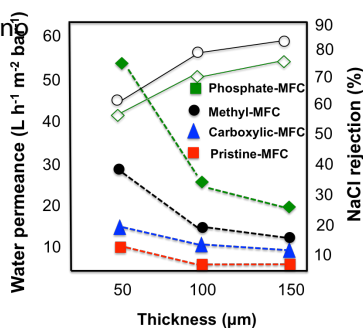 no
Water permeance (L h-1 m-2 bar-1)
60
50
40
30
20
10
90
80
70
60
50
40
30
20
10
NaCl rejection (%)
Phosphate-MFC
Methyl-MFC
Carboxylic-MFC
Pristine-MFC
50 100 150
Thickness (µm)